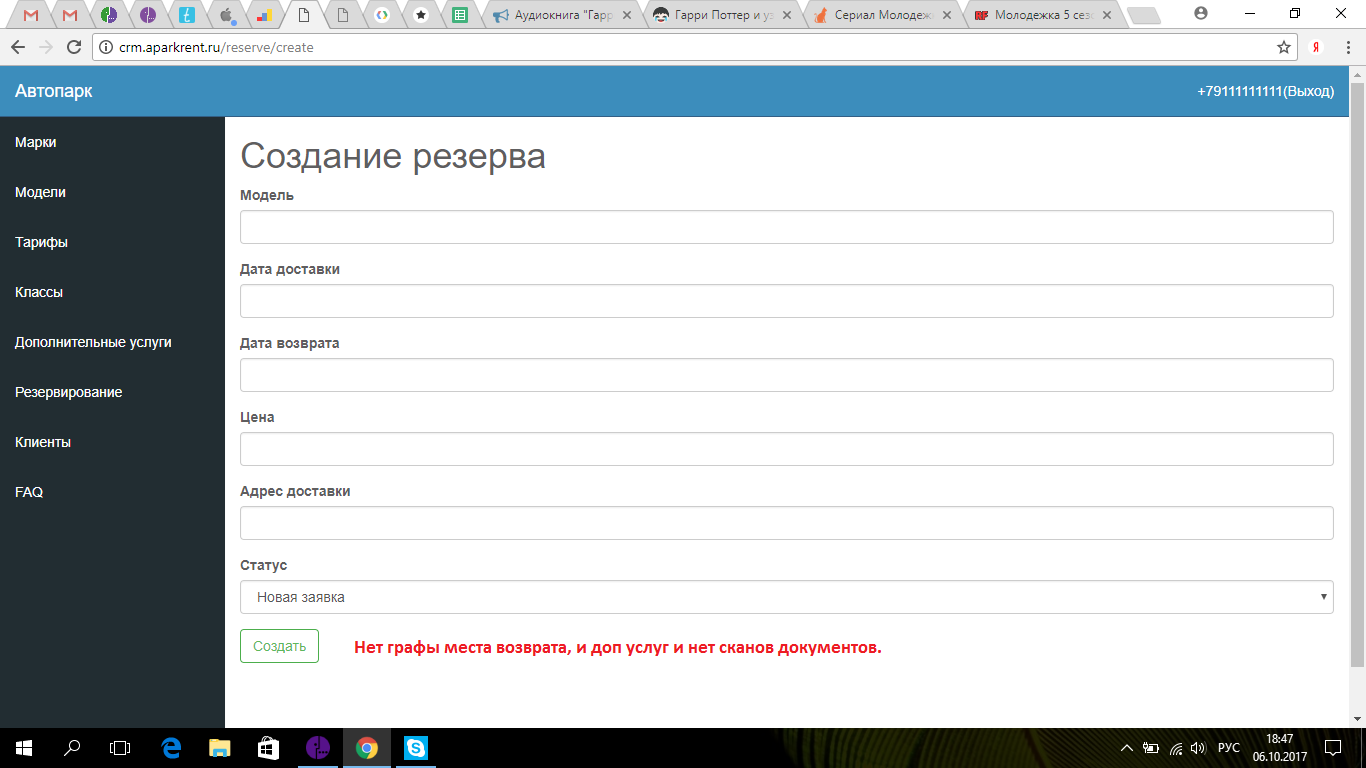 Аудиокнига "Гарр
Гарри Поттер и уз
Сериал Молодежк
Молодежка 5 сез
crm.aparkrent.ru/reserve/create
Автопарк
+79111111111(Выход)
Марки
Модели
Тарифы
Классы
Дополнительные услуги
Резервирование
Клиенты
FAQ
Создание резерва
Модель
Дата доставки
Дата возврата
Цена
Адрес доставки
Статус
Новая заявка
Создать
Нет графы места возврата, и доп услуг и нет сканов документов.
РУС
18:47
06.10.2017